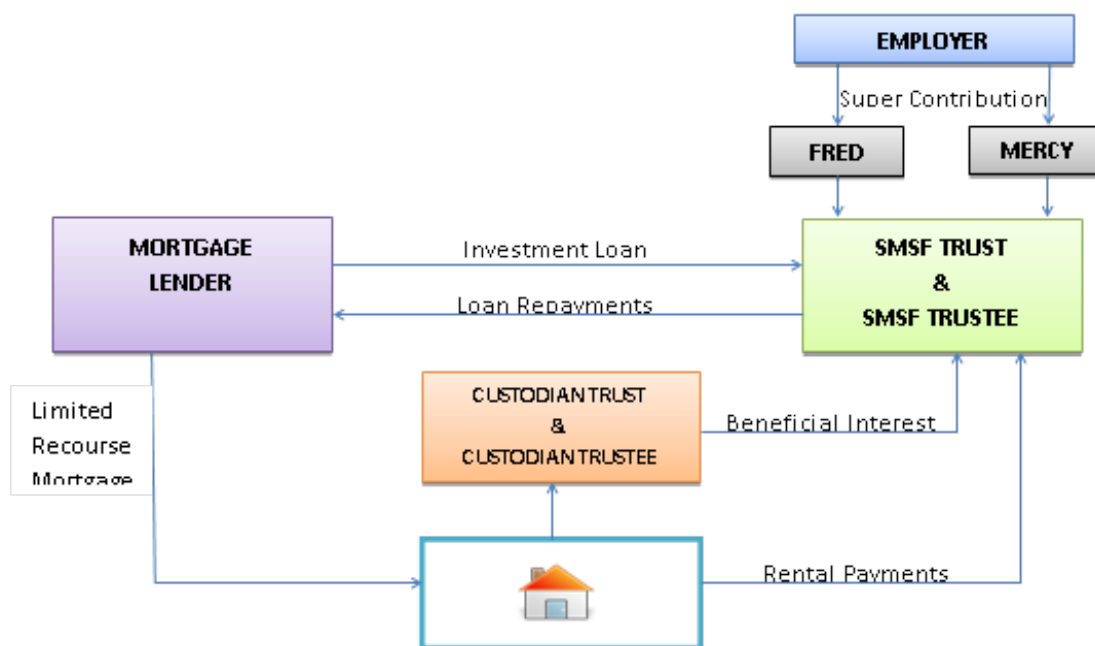 EMPLOYER
Super Contribution
FRED
MERCY
MORTGAGE
LENDER
Investment Loan
SMSF TRUST
&
SMSF TRUSTEE
Loan Repayments
Limited
Recourse
Mortgage
CUSTODIAN TRUST
&
CUSTODIAN TRUSTEE
Beneficial Interest
Rental Payments